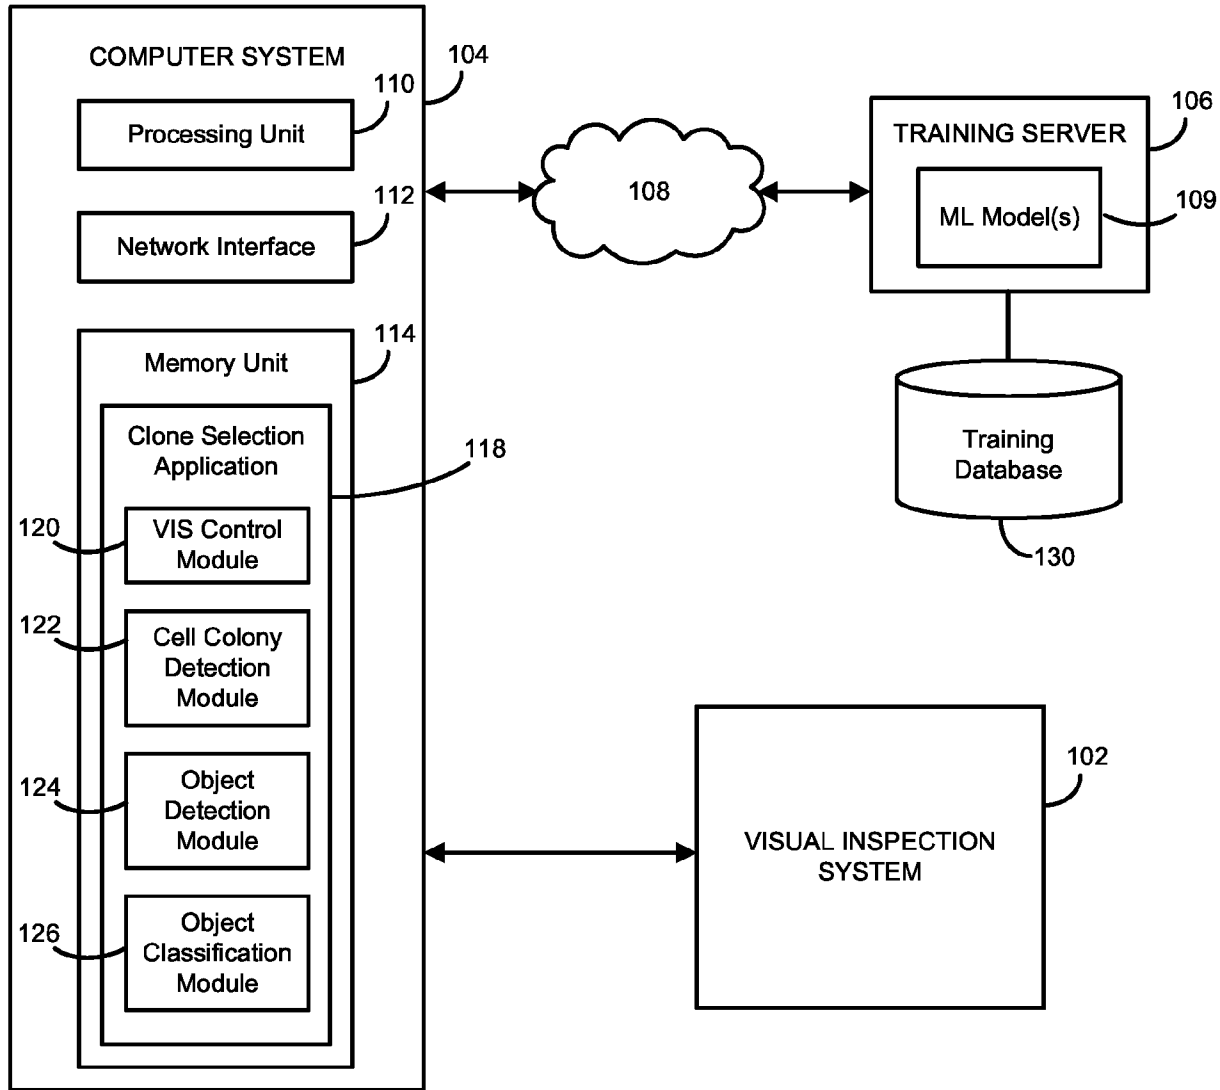 COMPUTER SYSTEM
104
110
Processing Unit
112
Network Interface
114
Memory Unit
Clone Selection
Application
118
120
VIS Control
Module
122
Cell Colony
Detection
Module
124
Object
Detection
Module
126
Object
Classification
Module
108
TRAINING SERVER
106
ML Model(s)
109
Training
Database
130
VISUAL INSPECTION
SYSTEM
102